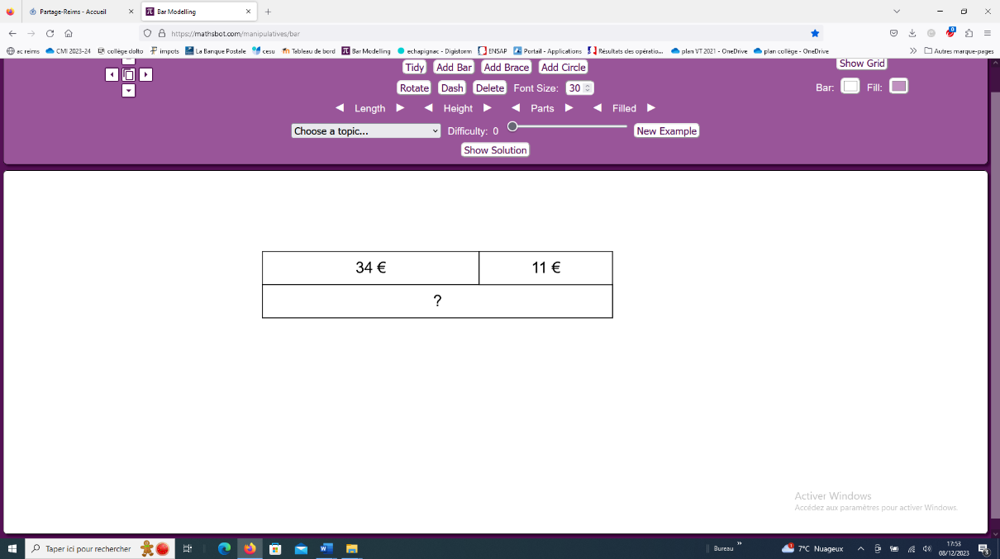 Partage-Reims - Accueil
Bar Modelling
https://mathsbot.com/manipulatives/bar
ac reims
CMI 2023-24
collège dolto
impots
La Banque Postale
cesu
Tableau de bord
Bar Modelling
echapignac - Digistorm
ENSAP
Portail - Applications
Résultats des opératio...
plan VT 2021 - OneDrive
plan collège - OneDrive
Autres marque-pages
Tidy Add Bar Add Brace Add Circle
Show Grid
Rotate Dash Delete Font Size: 30
Bar: Fill:
Length Height Parts Filled
Choose a topic... Difficulty: 0 New Example
Show Solution
34 € 11 €
?
Activer Windows
Accédez aux paramètres pour activer Windows.
Taper ici pour rechercher
Bureau
7°C Nuageux
17:53
08/12/2023